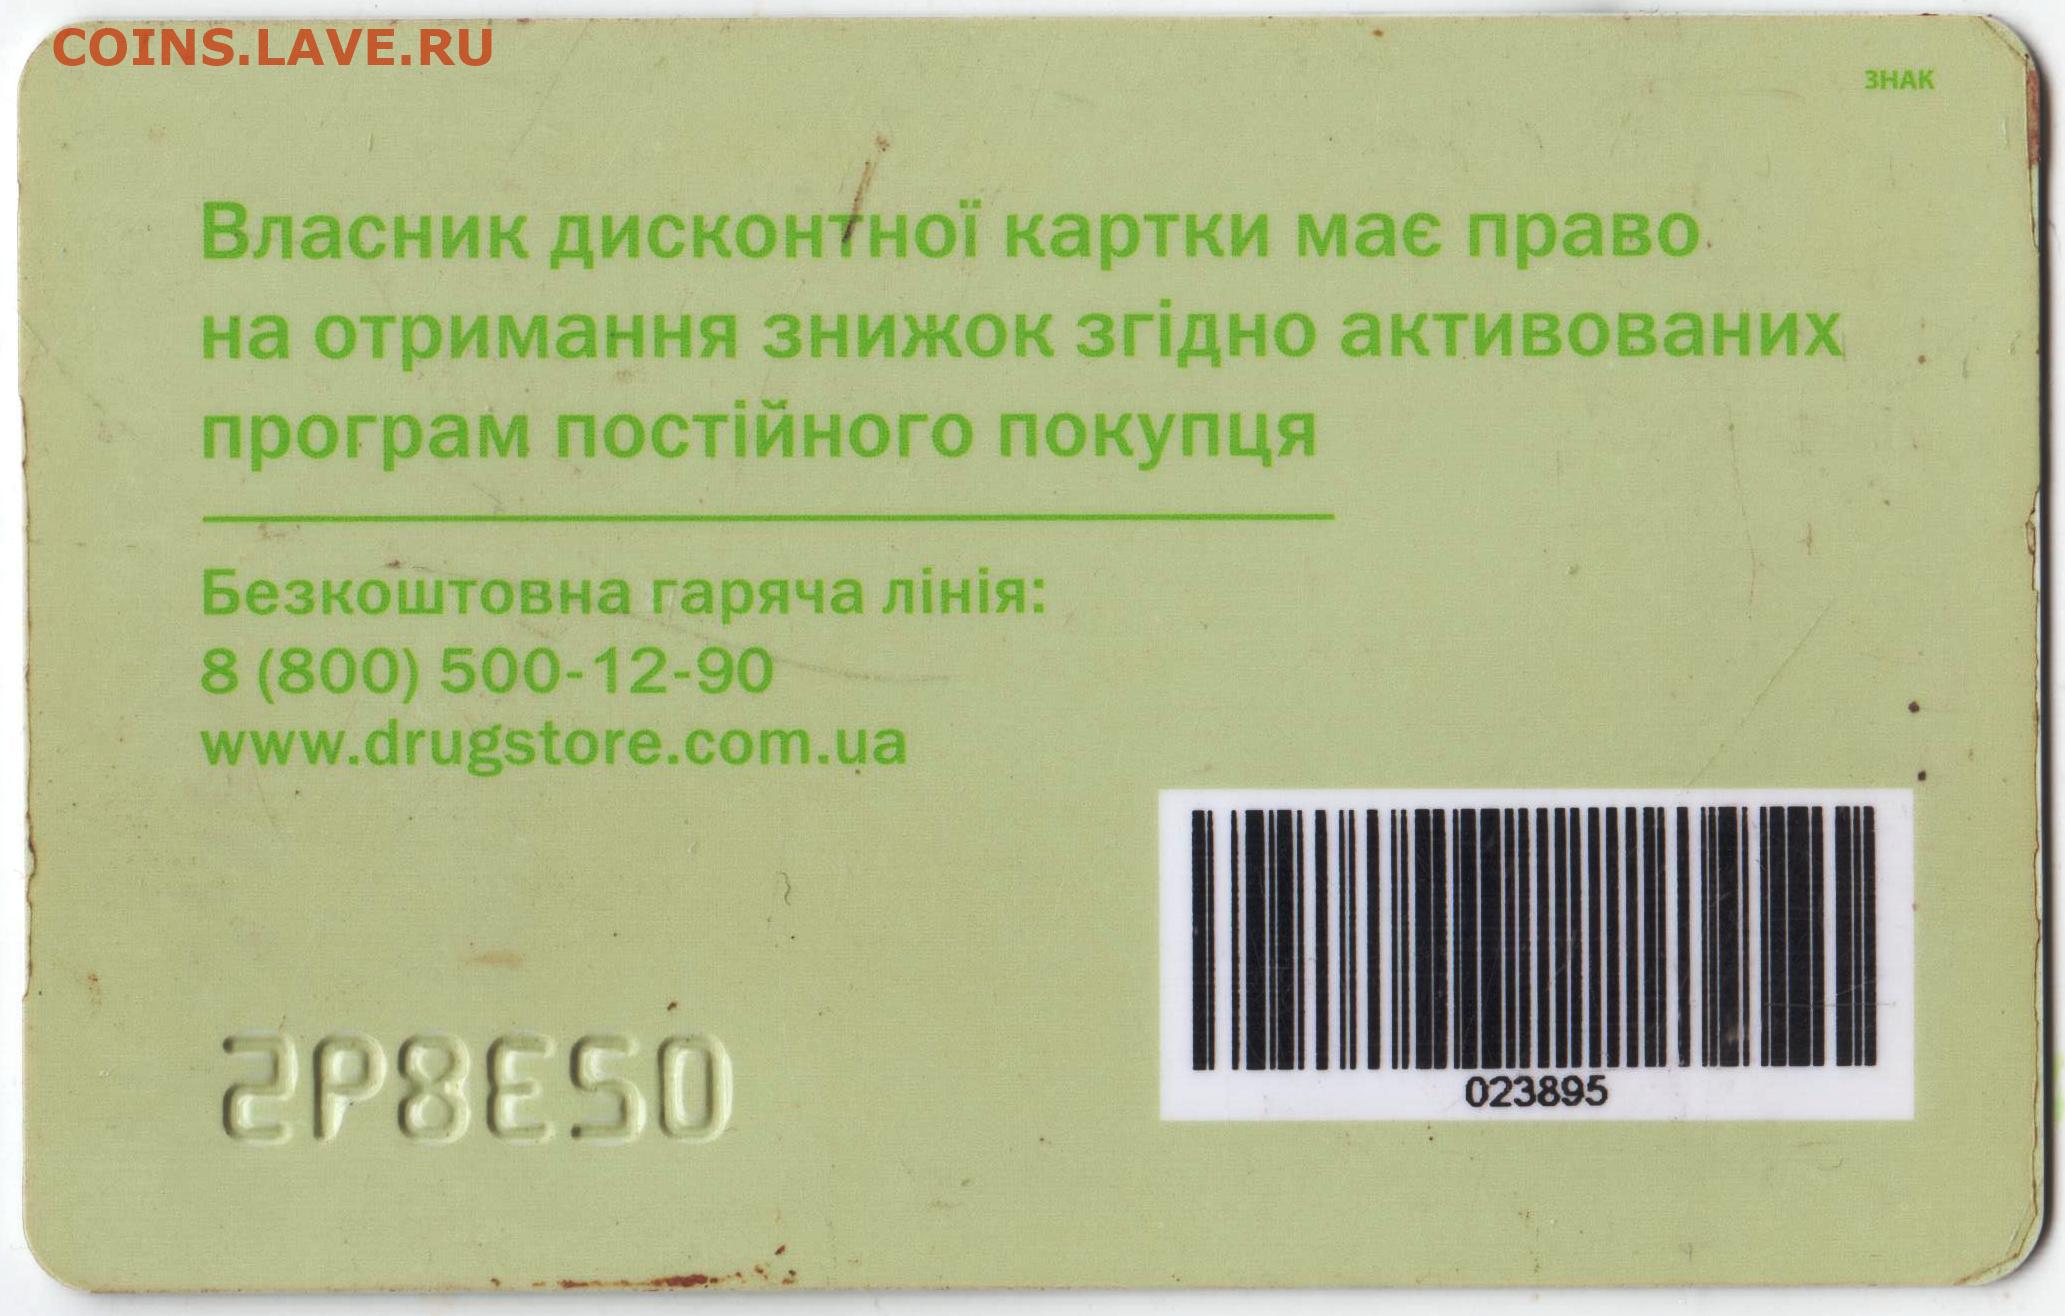 COINS.LAVE.RU
ЗНАК
Власник дисконтної картки має право
на отримання знижок згідно активованих
програм постійного покупця
Безкоштовна гаряча лінія:
8 (800) 500-12-90
www.drugstore.com.ua
023895
023895